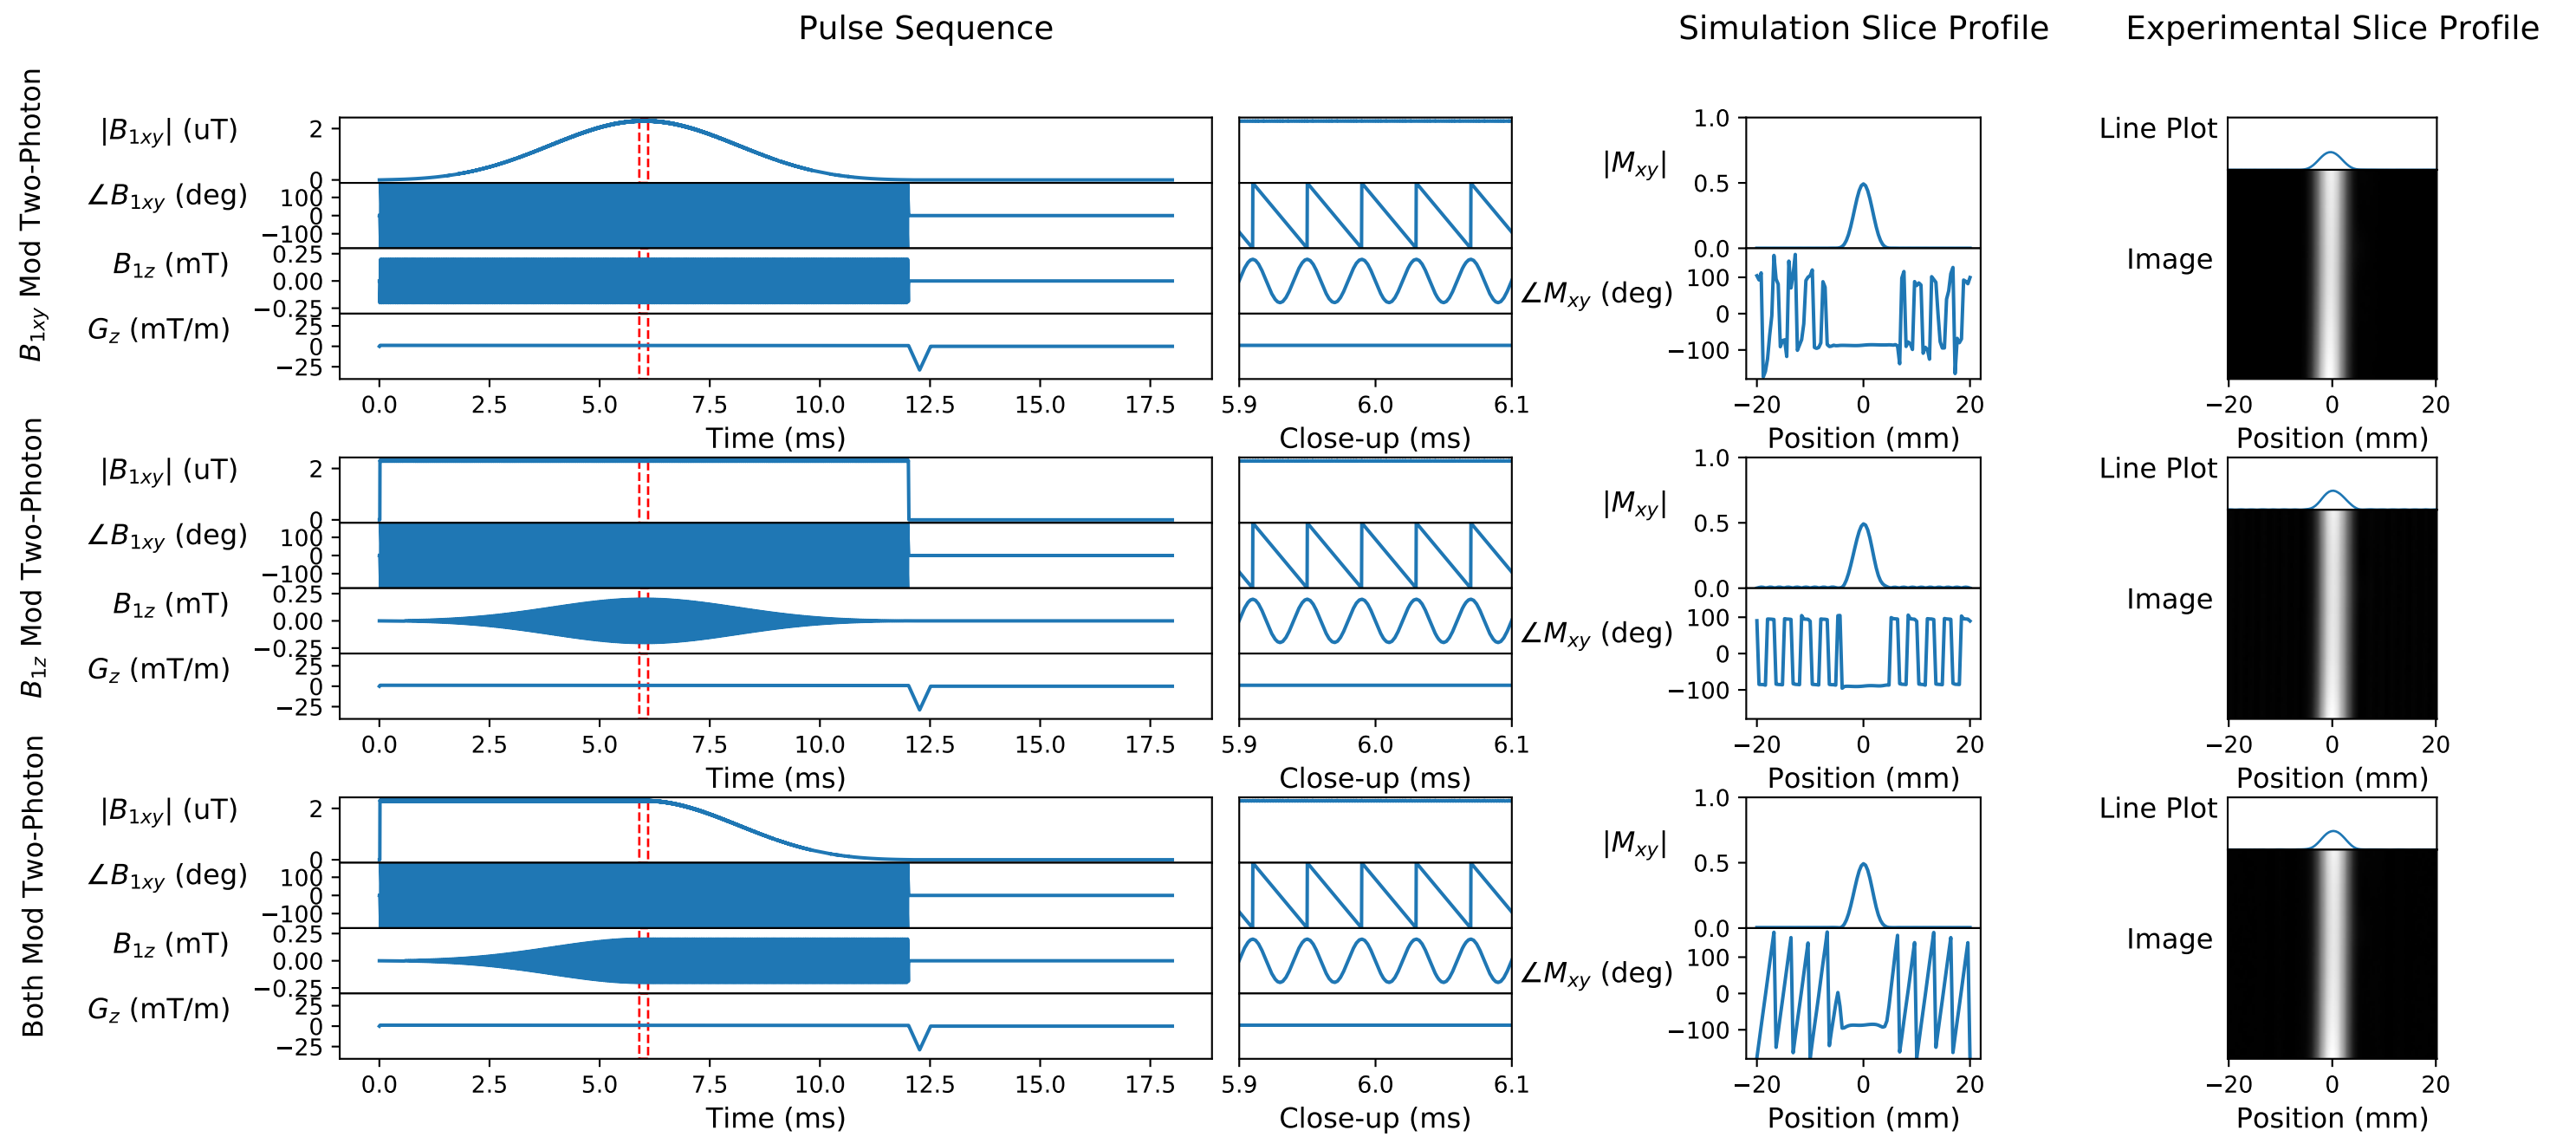 Pulse Sequence
Simulation Slice Profile
Experimental Slice Profile
B1xy Mod Two-Photon
|B1xy| (uT)
2
0
∠B1xy (deg)
100
0
−100
B1z (mT)
0.25
0.00
−0.25
Gz (mT/m)
25
0
−25
0.0 2.5 5.0 7.5 10.0 12.5 15.0 17.5
Time (ms)
5.9 6.0 6.1
Close-up (ms)
|Mxy|
1.0
0.5
0.0
∠Mxy (deg)
100
0
−100
−20 0 20
Position (mm)
Line Plot
Image
−20 0 20
Position (mm)
B1z Mod Two-Photon
|B1xy| (uT)
2
0
∠B1xy (deg)
100
0
−100
B1z (mT)
0.25
0.00
−0.25
Gz (mT/m)
25
0
−25
0.0 2.5 5.0 7.5 10.0 12.5 15.0 17.5
Time (ms)
5.9 6.0 6.1
Close-up (ms)
|Mxy|
1.0
0.5
0.0
∠Mxy (deg)
100
0
−100
−20 0 20
Position (mm)
Line Plot
Image
−20 0 20
Position (mm)
Both Mod Two-Photon
|B1xy| (uT)
2
0
∠B1xy (deg)
100
0
−100
B1z (mT)
0.25
0.00
−0.25
Gz (mT/m)
25
0
−25
0.0 2.5 5.0 7.5 10.0 12.5 15.0 17.5
Time (ms)
5.9 6.0 6.1
Close-up (ms)
|Mxy|
1.0
0.5
0.0
∠Mxy (deg)
100
0
−100
−20 0 20
Position (mm)
Line Plot
Image
−20 0 20
Position (mm)